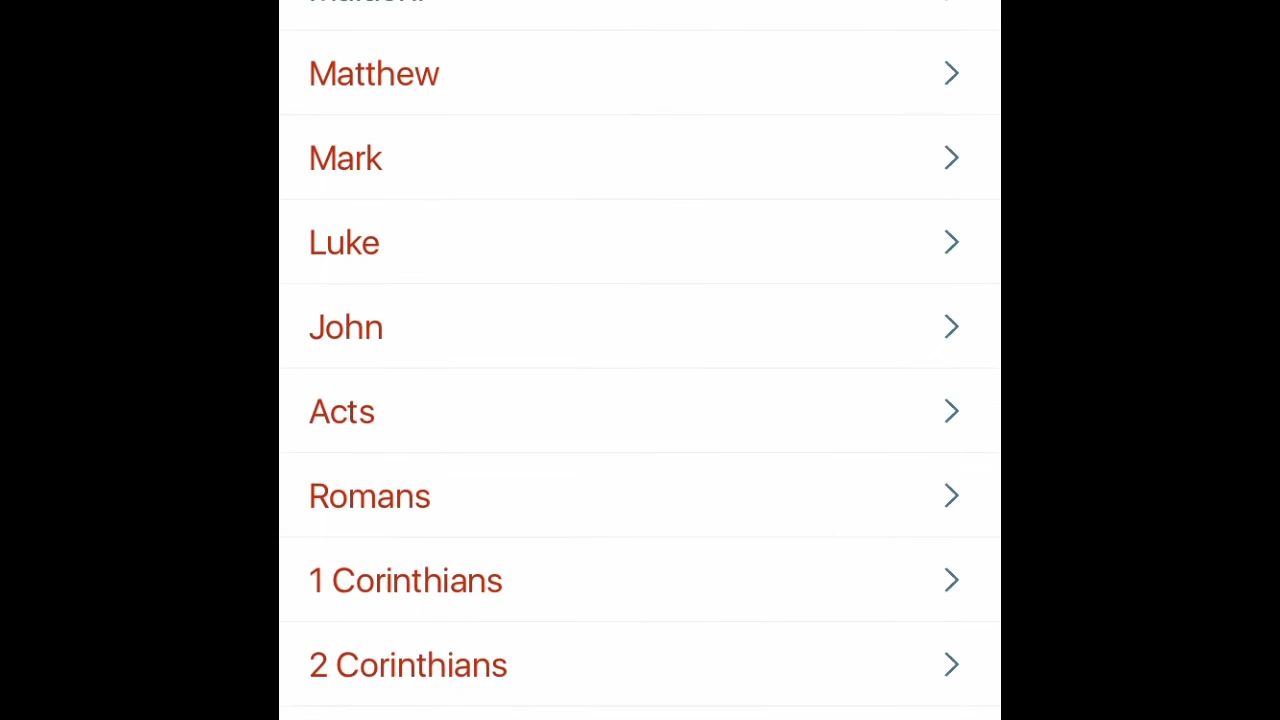 Matthew
Mark
Luke
John
Acts
Romans
1 Corinthians
2 Corinthians